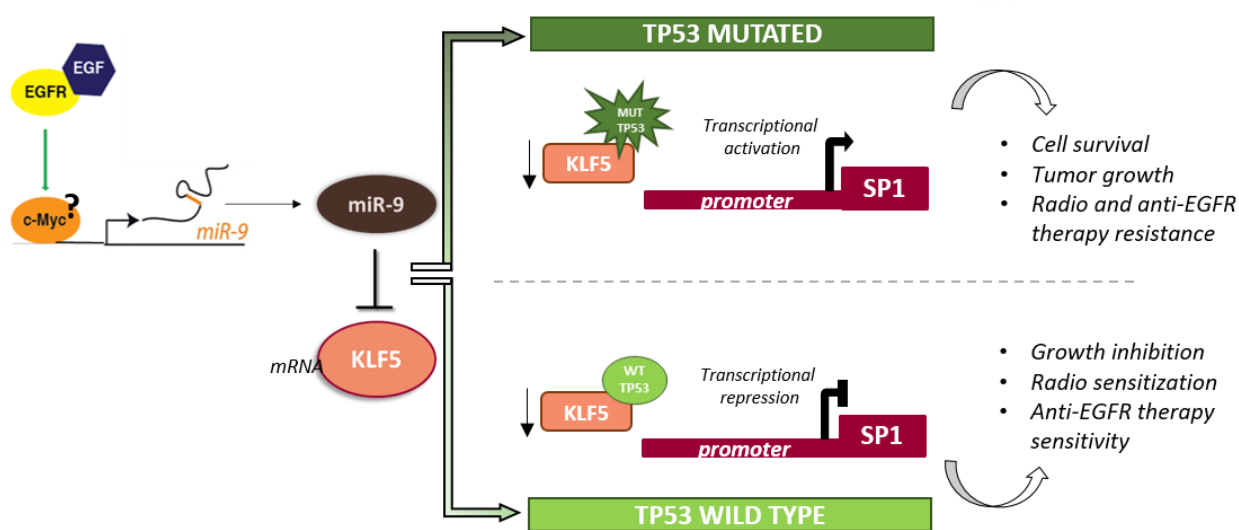 EGF
EGFR
c-Myc
?
miR-9
miR-9
mRNA
KLF5
TP53 MUTATED
MUT
TP53
KLF5
Transcriptional
activation
promoter
SP1
• Cell survival
• Tumor growth
• Radio and anti-EGFR
therapy resistance
WT
TP53
KLF5
Transcriptional
repression
promoter
SP1
• Growth inhibition
• Radio sensitization
• Anti-EGFR therapy
sensitivity
TP53 WILD TYPE